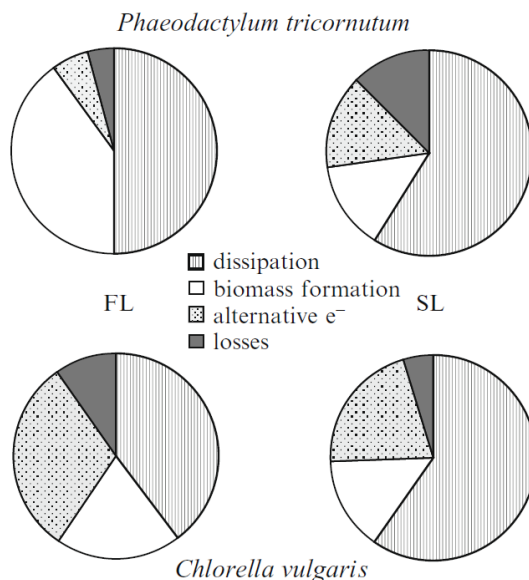 Phaeodactylum tricornutum
dissipation
biomass formation
FL
SL
alternative e⁻
losses
Chlorella vulgaris